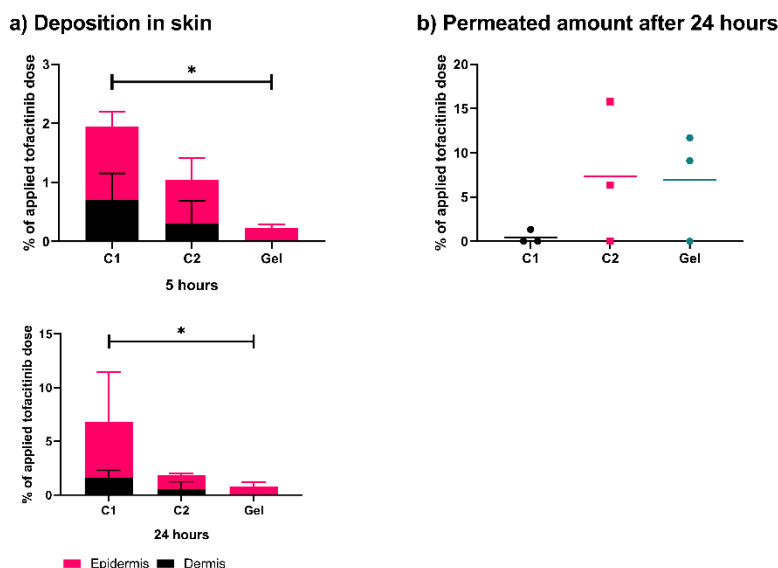 a) Deposition in skin
% of applied tofacitinib dose
3
2
1
0
*
C1 C2 Gel
5 hours
% of applied tofacitinib dose
15
10
5
0
*
C1 C2 Gel
24 hours
Epidermis Dermis
b) Permeated amount after 24 hours
% of applied tofacitinib dose
20
15
10
5
0
C1 C2 Gel